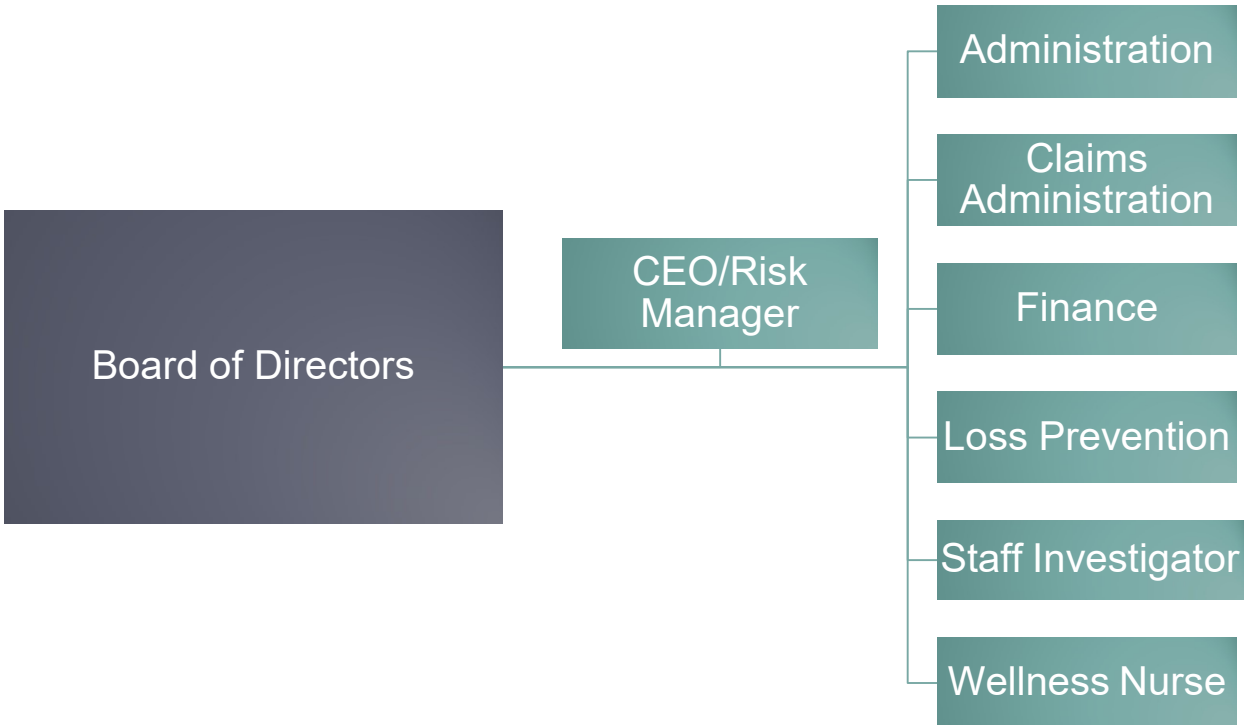 Board of Directors
CEO/Risk
Manager
Administration
Claims
Administration
Finance
Loss Prevention
Staff Investigator
Wellness Nurse